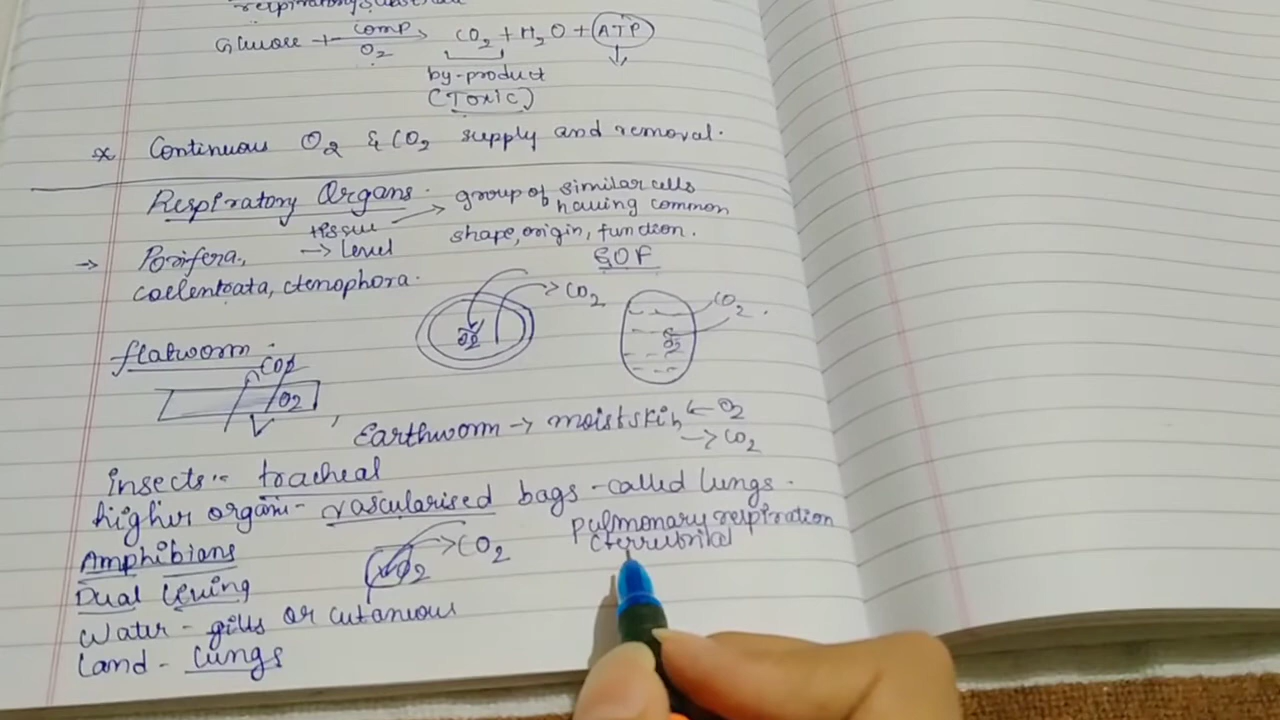 Glucose + comp O2 → CO2 + H2O + ATP
by-product
(Toxic)
* Continuous O2 & CO2 supply and removal.
Respiratory Organs.
group of similar cells
having common
shape, origin, function.
SOF
→ Porifera, → tissue level
coelentoata, ctenophora.
O2 → CO2
CO2
O2
flatworm.
CO2
O2
Earthworm → moist skin ← O2
→ CO2
insects:- tracheal
higher organi- vascularised bags - called lungs.
pulmonary respiration
(terrestrial
Amphibians
O2 → CO2
Dual living
Water - gills or cutaneous
Land - Lungs